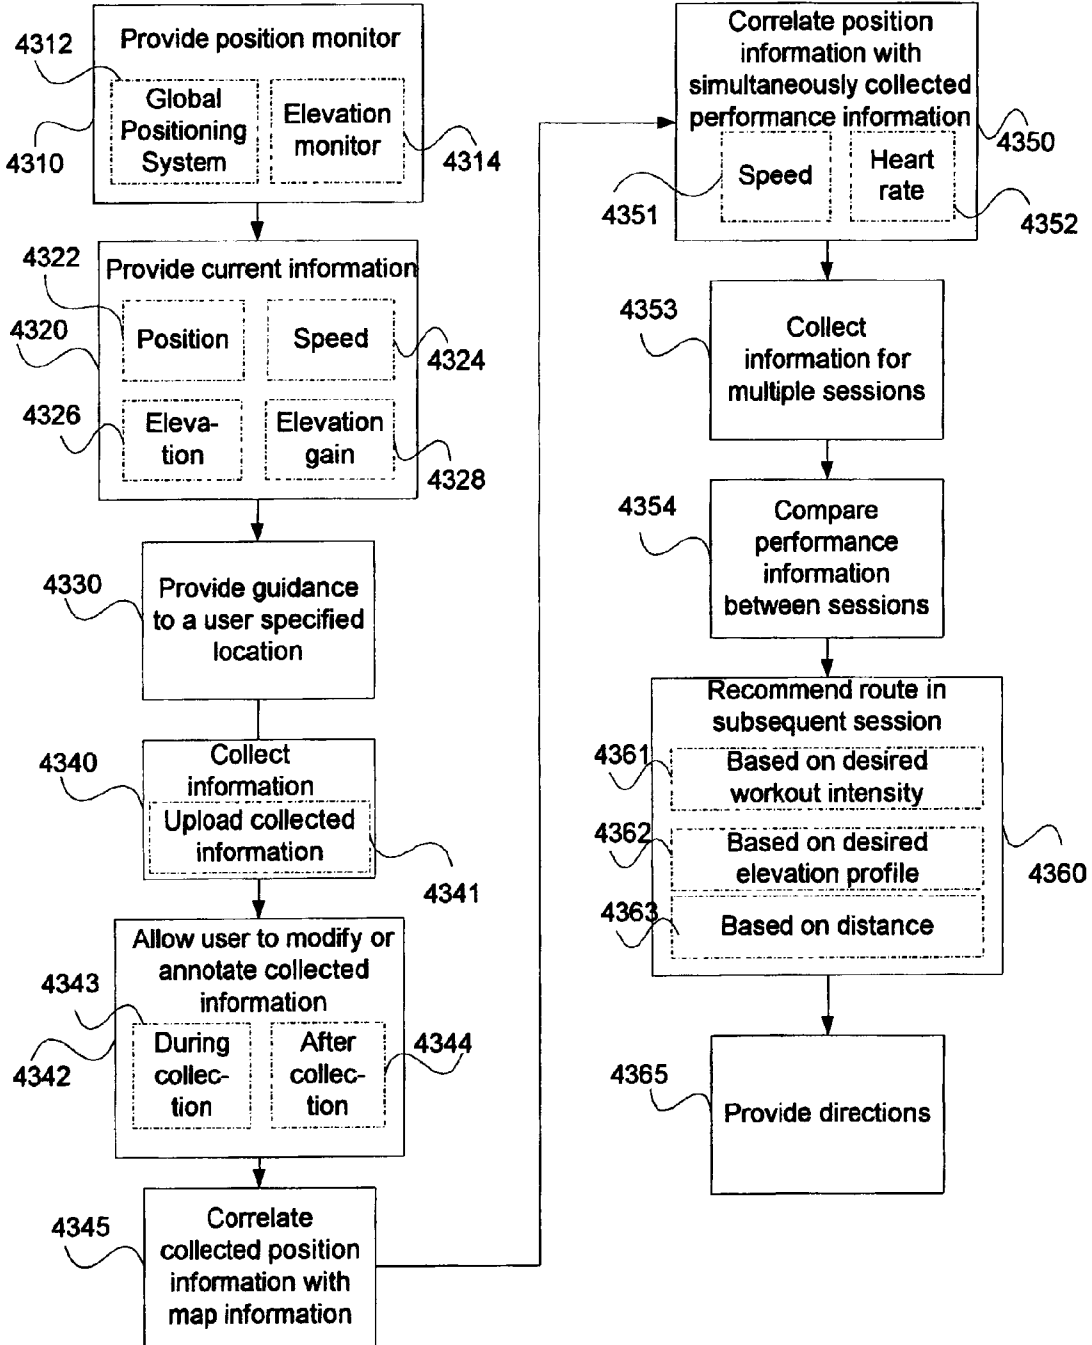 Provide position monitor
4312
Global
Positioning
System
Elevation
monitor
4310
4314
4322
Provide current information
4320
Position
Speed
4324
4326
Eleva-
tion
Elevation
gain
4328
4330
Provide guidance
to a user specified
location
4340
Collect
information
Upload collected
information
4341
Allow user to modify or
annotate collected
information
4343
4342
During
collec-
tion
After
collec-
tion
4344
4345
Correlate
collected position
information with
map information
Correlate position
information with
simultaneously collected
performance information
4350
Speed
Heart
rate
4351
4352
4353
Collect
information for
multiple sessions
4354
Compare
performance
information
between sessions
Recommend route in
subsequent session
4361
Based on desired
workout intensity
4362
Based on desired
elevation profile
4360
4363
Based on distance
4365
Provide directions